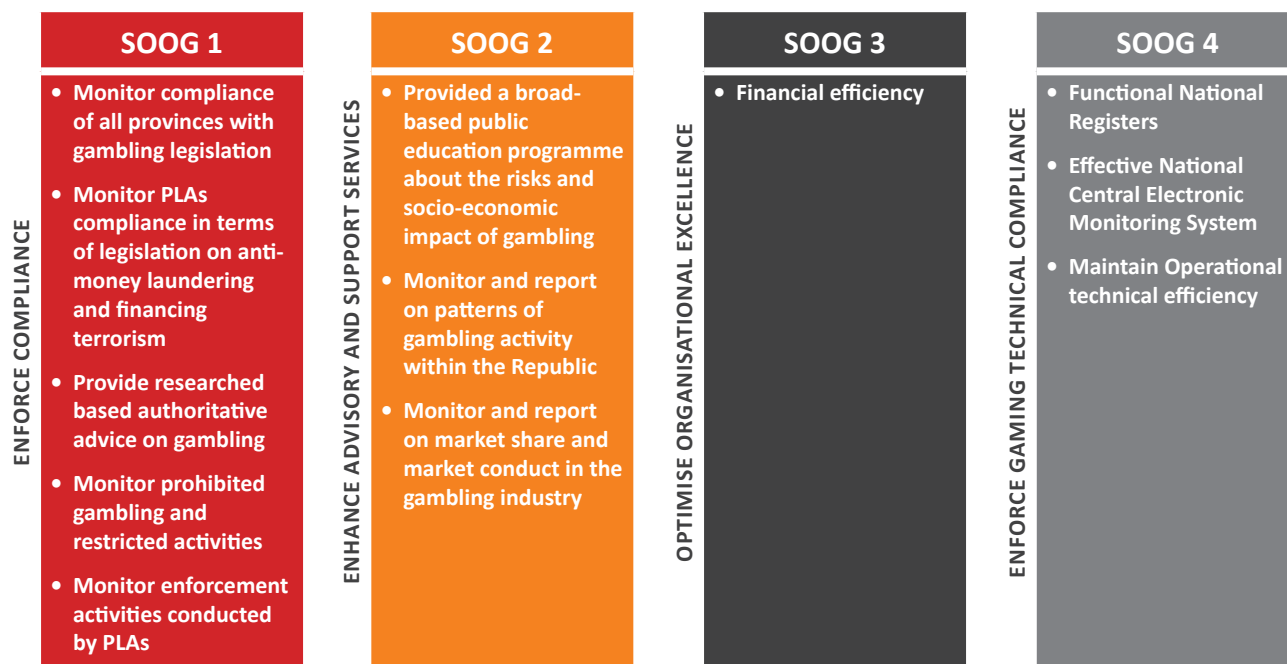 ENFORCE COMPLIANCE
SOOG 1
• Monitor compliance
of all provinces with
gambling legislation
• Monitor PLAs
compliance in terms
of legislation on anti-
money laundering
and financing
terrorism
• Provide researched
based authoritative
advice on gambling
• Monitor prohibited
gambling and
restricted activities
• Monitor enforcement
activities conducted
by PLAs
ENHANCE ADVISORY AND SUPPORT SERVICES
SOOG 2
• Provided a broad-
based public
education programme
about the risks and
socio-economic
impact of gambling
• Monitor and report
on patterns of
gambling activity
within the Republic
• Monitor and report
on market share and
market conduct in the
gambling industry
OPTIMISE ORGANISATIONAL EXCELLENCE
SOOG 3
• Financial efficiency
ENFORCE GAMING TECHNICAL COMPLIANCE
SOOG 4
• Functional National
Registers
• Effective National
Central Electronic
Monitoring System
• Maintain Operational
technical efficiency